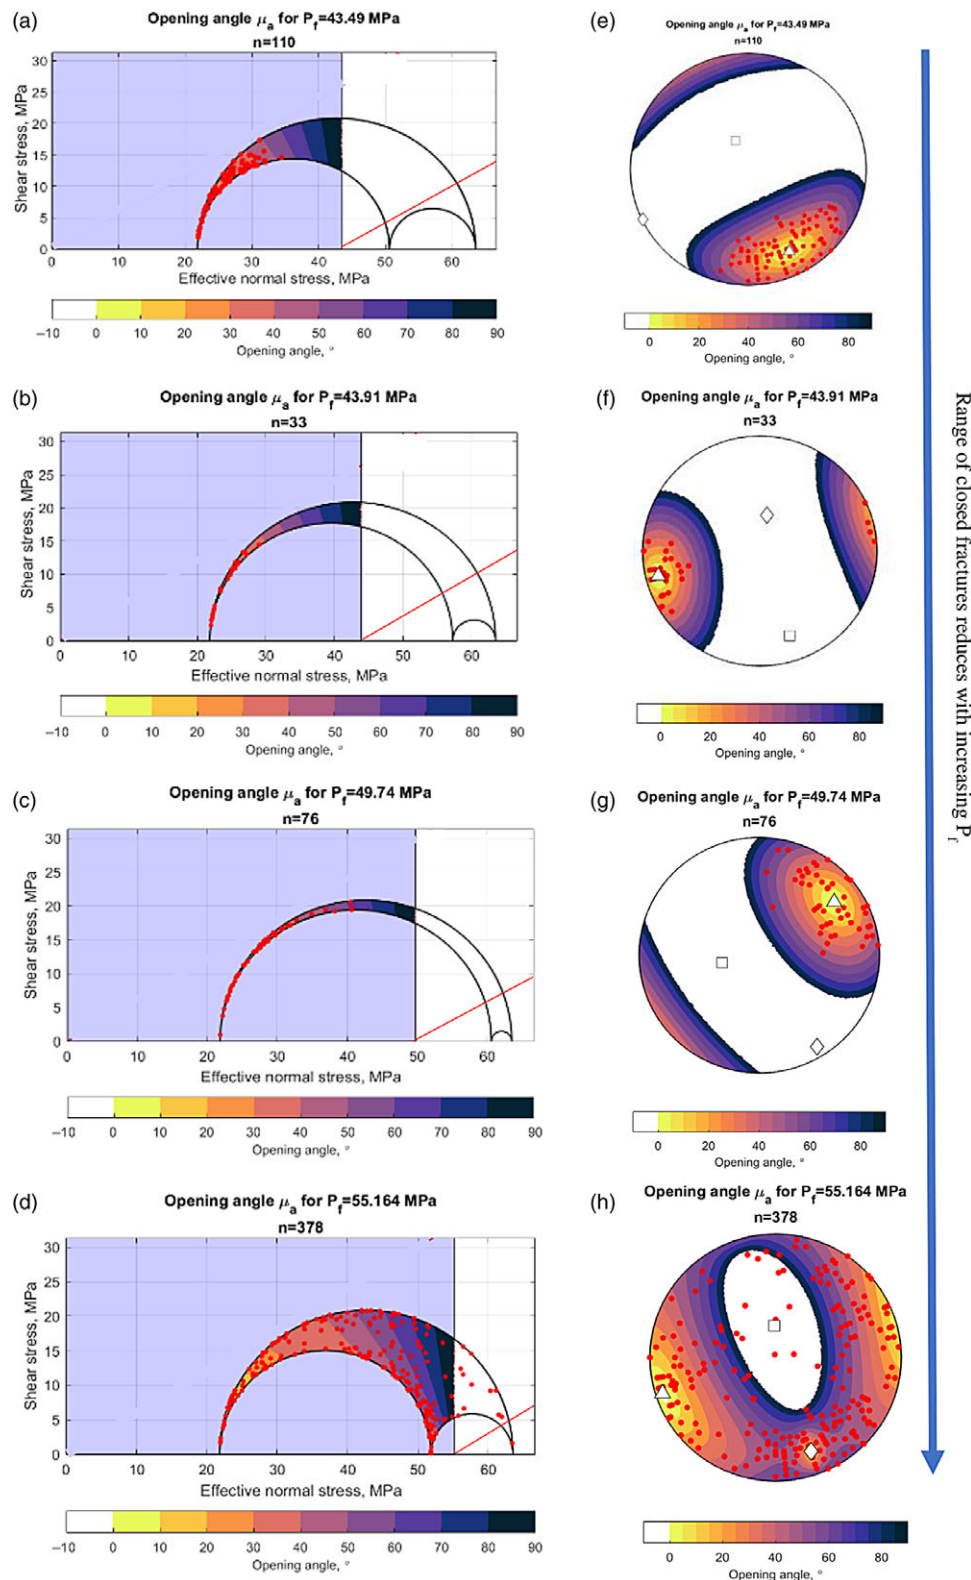 (a)
Opening angle μa for Pf=43.49 MPa
n=110
Shear stress, MPa
30
25
20
15
10
5
0
0 10 20 30 40 50 60
Effective normal stress, MPa
–10 0 10 20 30 40 50 60 70 80 90
Opening angle, °
(e)
Opening angle μa for Pf=43.49 MPa
n=110
0 20 40 60 80
Opening angle, °
(b)
Opening angle μa for Pf=43.91 MPa
n=33
Shear stress, MPa
30
25
20
15
10
5
0
0 10 20 30 40 50 60
Effective normal stress, MPa
–10 0 10 20 30 40 50 60 70 80 90
Opening angle, °
(f)
Opening angle μa for Pf=43.91 MPa
n=33
0 20 40 60 80
Opening angle, °
(c)
Opening angle μa for Pf=49.74 MPa
n=76
Shear stress, MPa
30
25
20
15
10
5
0
0 10 20 30 40 50 60
Effective normal stress, MPa
–10 0 10 20 30 40 50 60 70 80 90
Opening angle, °
(g)
Opening angle μa for Pf=49.74 MPa
n=76
0 20 40 60 80
Opening angle, °
(d)
Opening angle μa for Pf=55.164 MPa
n=378
Shear stress, MPa
30
25
20
15
10
5
0
0 10 20 30 40 50 60
Effective normal stress, MPa
–10 0 10 20 30 40 50 60 70 80 90
Opening angle, °
(h)
Opening angle μa for Pf=55.164 MPa
n=378
0 20 40 60 80
Opening angle, °
Range of closed fractures reduces with increasing Pf